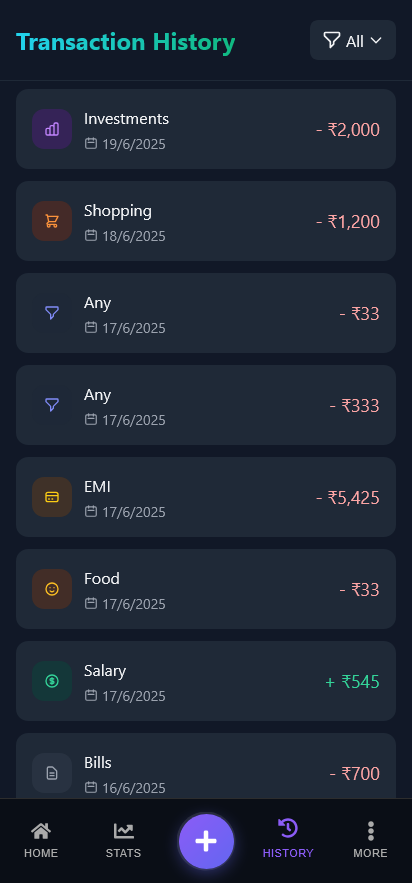 Transaction History
All
Investments
- ₹2,000
19/6/2025
Shopping
- ₹1,200
18/6/2025
Any
- ₹33
17/6/2025
Any
- ₹333
17/6/2025
EMI
- ₹5,425
17/6/2025
Food
- ₹33
17/6/2025
Salary
+ ₹545
17/6/2025
Bills
- ₹700
16/6/2025
HOME
STATS
HISTORY
MORE